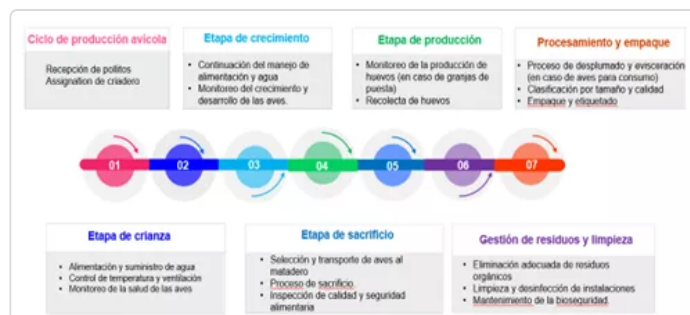 Ciclo de producción avícola
Recepción de pollitos
Assignation de criadero
Etapa de crecimiento
• Continuación del manejo de
alimentación y agua
• Monitoreo del crecimiento y
desarrollo de las aves.
Etapa de producción
• Monitoreo de la producción de
huevos (en caso de granjas de
puesta)
• Recolecta de huevos
Procesamiento y empaque
• Proceso de desplumado y evisceración
(en caso de aves para consumo)
• Clasificación por tamaño y calidad
• Empaque y etiquetado
01
02
03
04
05
06
07
Etapa de crianza
• Alimentación y suministro de agua
• Control de temperatura y ventilación
• Monitoreo de la salud de las aves
Etapa de sacrificio
• Selección y transporte de aves al
matadero
• Proceso de sacrificio.
• Inspección de calidad y seguridad
alimentaria
Gestión de residuos y limpieza
• Eliminación adecuada de residuos
orgánicos
• Limpieza y desinfección de instalaciones
• Mantenimiento de la bioseguridad.